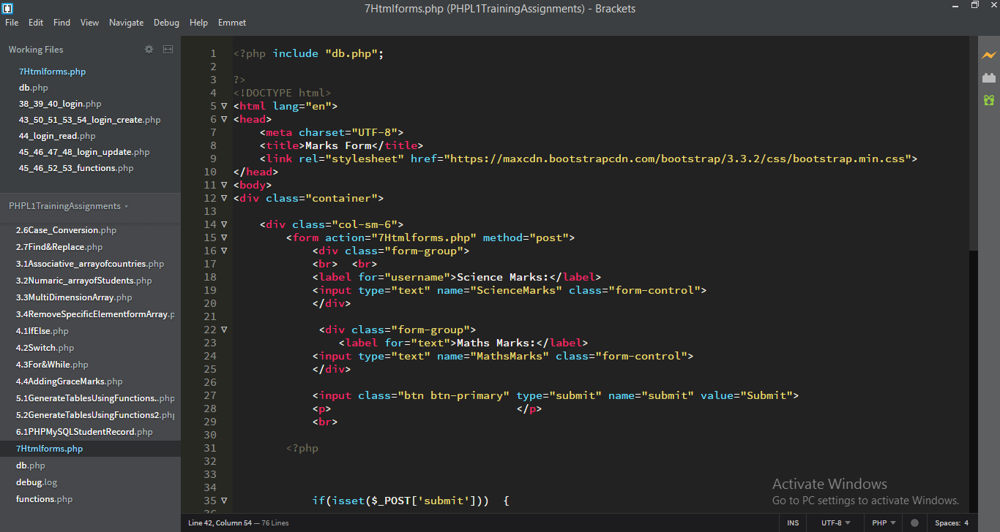 7Htmlforms.php (PHPL1TrainingAssignments) - Brackets
File Edit Find View Navigate Debug Help Emmet
Working Files
7Htmlforms.php
db.php
38_39_40_login.php
43_50_51_53_54_login_create.php
44_login_read.php
45_46_47_48_login_update.php
45_46_52_53_functions.php
PHPL1TrainingAssignments
2.6Case_Conversion.php
2.7Find&Replace.php
3.1Associative_arrayofcountries.php
3.2Numaric_arrayofStudents.php
3.3MultiDimensionArray.php
3.4RemoveSpecificElementformArray.p
4.1IfElse.php
4.2Switch.php
4.3For&While.php
4.4AddingGraceMarks.php
5.1GenerateTablesUsingFunctions..php
5.2GenerateTablesUsingFunctions2.php
6.1PHPMySQLStudentRecord.php
7Htmlforms.php
db.php
debug.log
functions.php
1 <?php include "db.php";
2
3 ?>
4 <!DOCTYPE html>
5 <html lang="en">
6 <head>
7 <meta charset="UTF-8">
8 <title>Marks Form</title>
9 <link rel="stylesheet" href="https://maxcdn.bootstrapcdn.com/bootstrap/3.3.2/css/bootstrap.min.css">
10 </head>
11 <body>
12 <div class="container">
13
14 <div class="col-sm-6">
15 <form action="7Htmlforms.php" method="post">
16 <div class="form-group">
17 <br> <br>
18 <label for="username">Science Marks:</label>
19 <input type="text" name="ScienceMarks" class="form-control">
20 </div>
21
22 <div class="form-group">
23 <label for="text">Maths Marks:</label>
24 <input type="text" name="MathsMarks" class="form-control">
25 </div>
26
27 <input class="btn btn-primary" type="submit" name="submit" value="Submit">
28 <p> </p>
29 <br>
30
31 <?php
32
33
34
35 if(isset($_POST['submit'])) {
Activate Windows
Go to PC settings to activate Windows.
Line 42, Column 54 — 76 Lines
INS UTF-8 PHP Spaces: 4